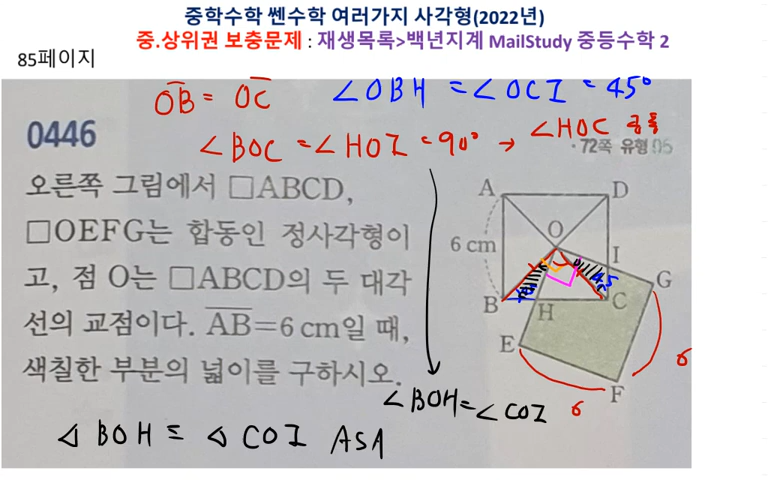 중학수학 쎈수학 여러가지 사각형(2022년)
중.상위권 보충문제 : 재생목록>백년지계 MailStudy 중등수학 2
85페이지
OB = OC ∠OBH = ∠OCI = 45°
0446
∠BOC = ∠HOI = 90° → ∠HOC 공통
· 72쪽 유형 05
오른쪽 그림에서 □ABCD,
□OEFG는 합동인 정사각형이
고, 점 O는 □ABCD의 두 대각
선의 교점이다. AB=6 cm일 때,
색칠한 부분의 넓이를 구하시오.
A D
O
6 cm
I
G
45
B H C
E
F
6
6
∠BOH = ∠COI
△BOH ≡ △COI ASA